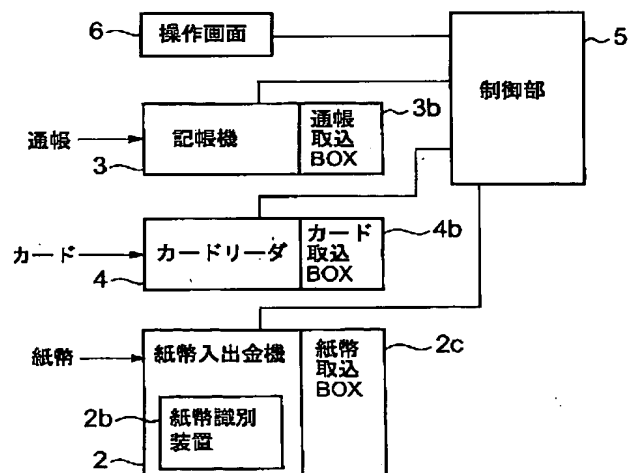 6
操作画面
5
制御部
通帳
記帳機
通帳
取込
BOX
3b
3
カード
カードリーダ
カード
取込
BOX
4b
4
紙幣
紙幣入出金機
紙幣
取込
BOX
2c
2b
紙幣識別
装置
2